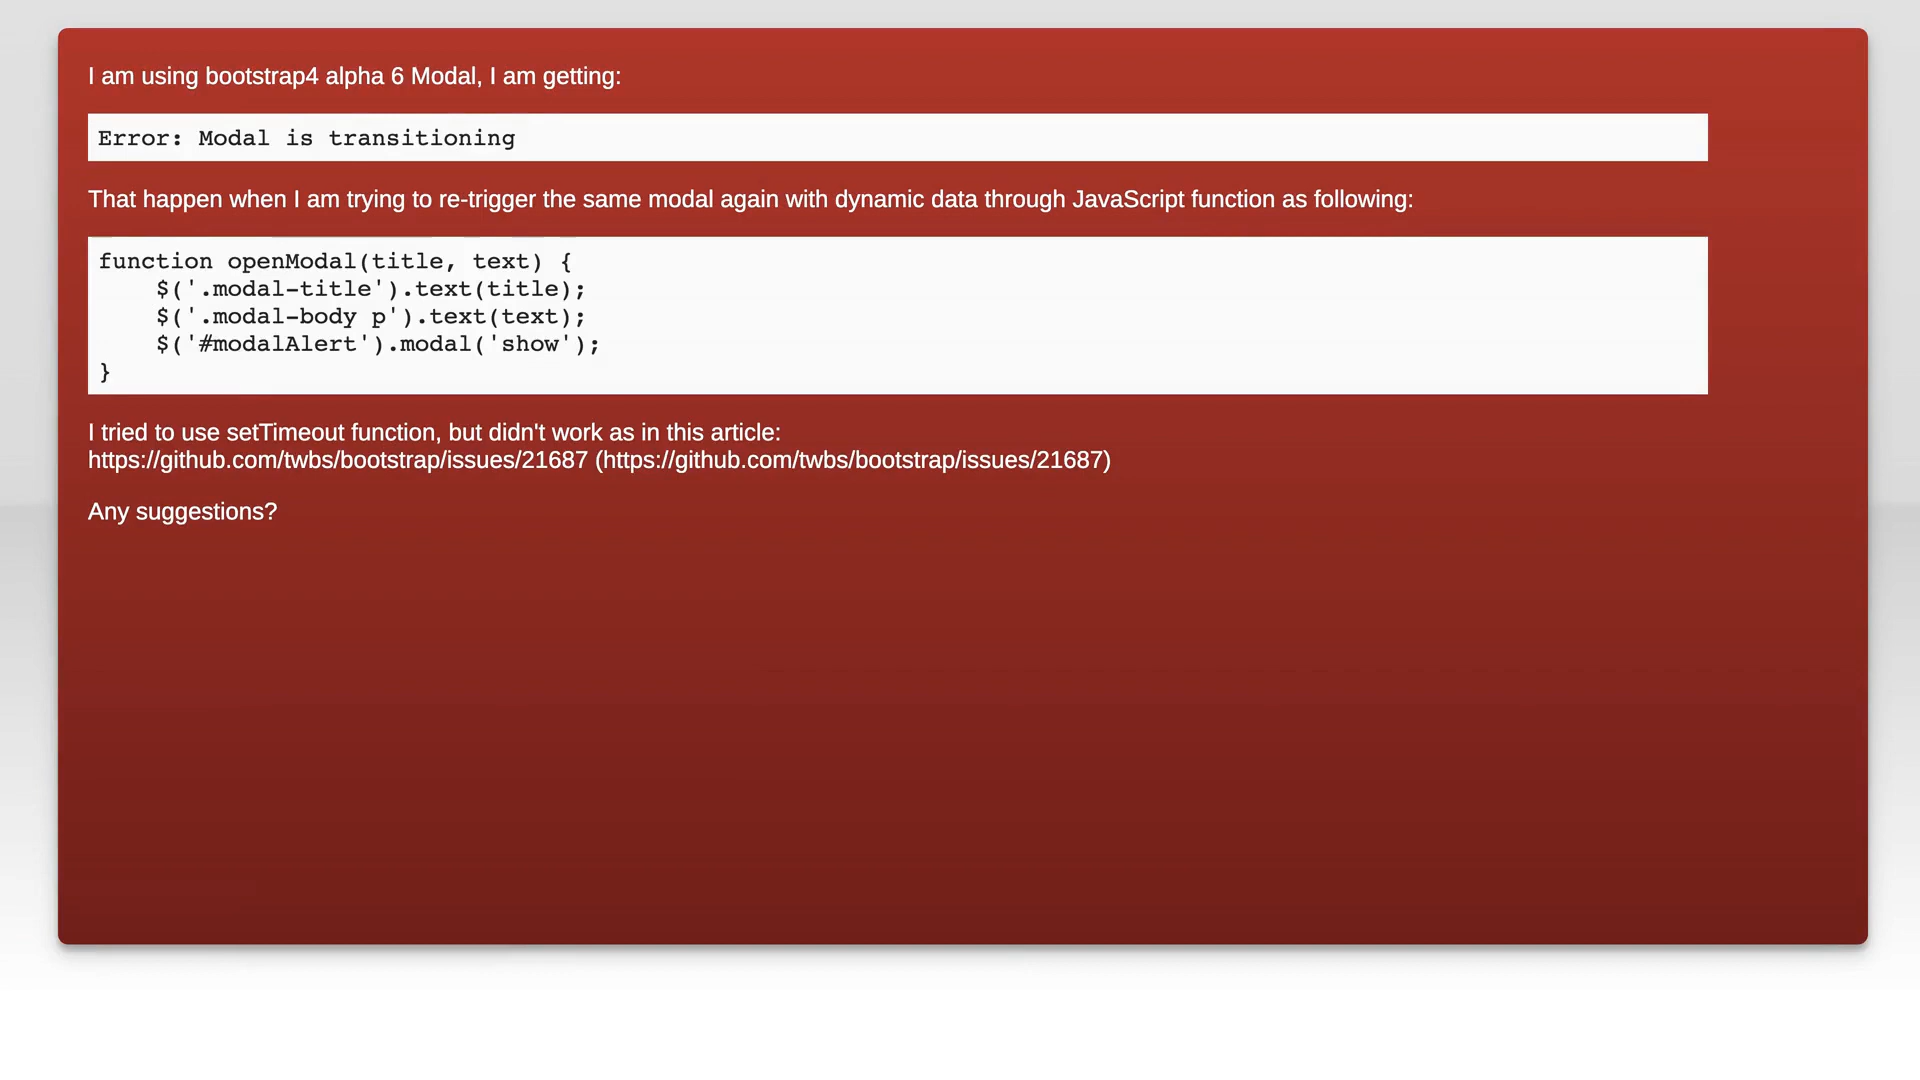 I am using bootstrap4 alpha 6 Modal, I am getting:
Error: Modal is transitioning
That happen when I am trying to re-trigger the same modal again with dynamic data through JavaScript function as following:
function openModal(title, text) {
    $('.modal-title').text(title);
    $('.modal-body p').text(text);
    $('#modalAlert').modal('show');
}
I tried to use setTimeout function, but didn't work as in this article:
https://github.com/twbs/bootstrap/issues/21687 (https://github.com/twbs/bootstrap/issues/21687)
Any suggestions?